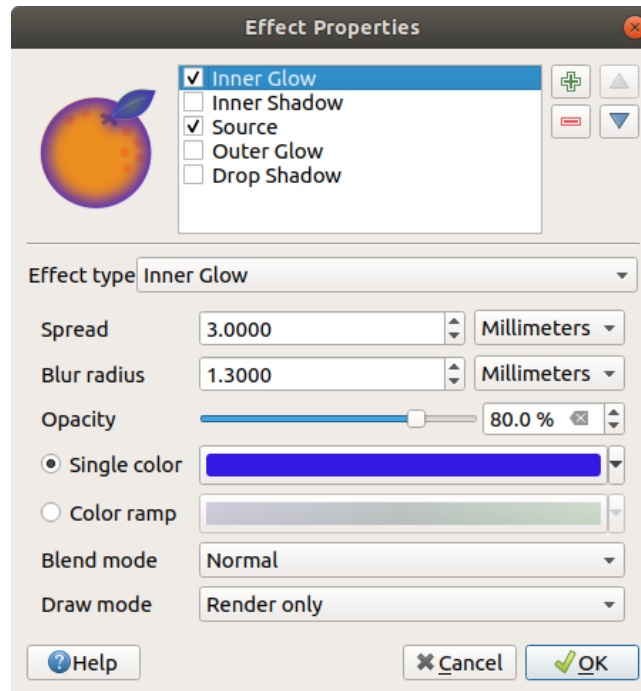 Effect Properties
Inner Glow
Inner Shadow
Source
Outer Glow
Drop Shadow
Effect type Inner Glow
Spread 3.0000 Millimeters
Blur radius 1.3000 Millimeters
Opacity 80.0 %
Single color
Color ramp
Blend mode Normal
Draw mode Render only
Help Cancel OK